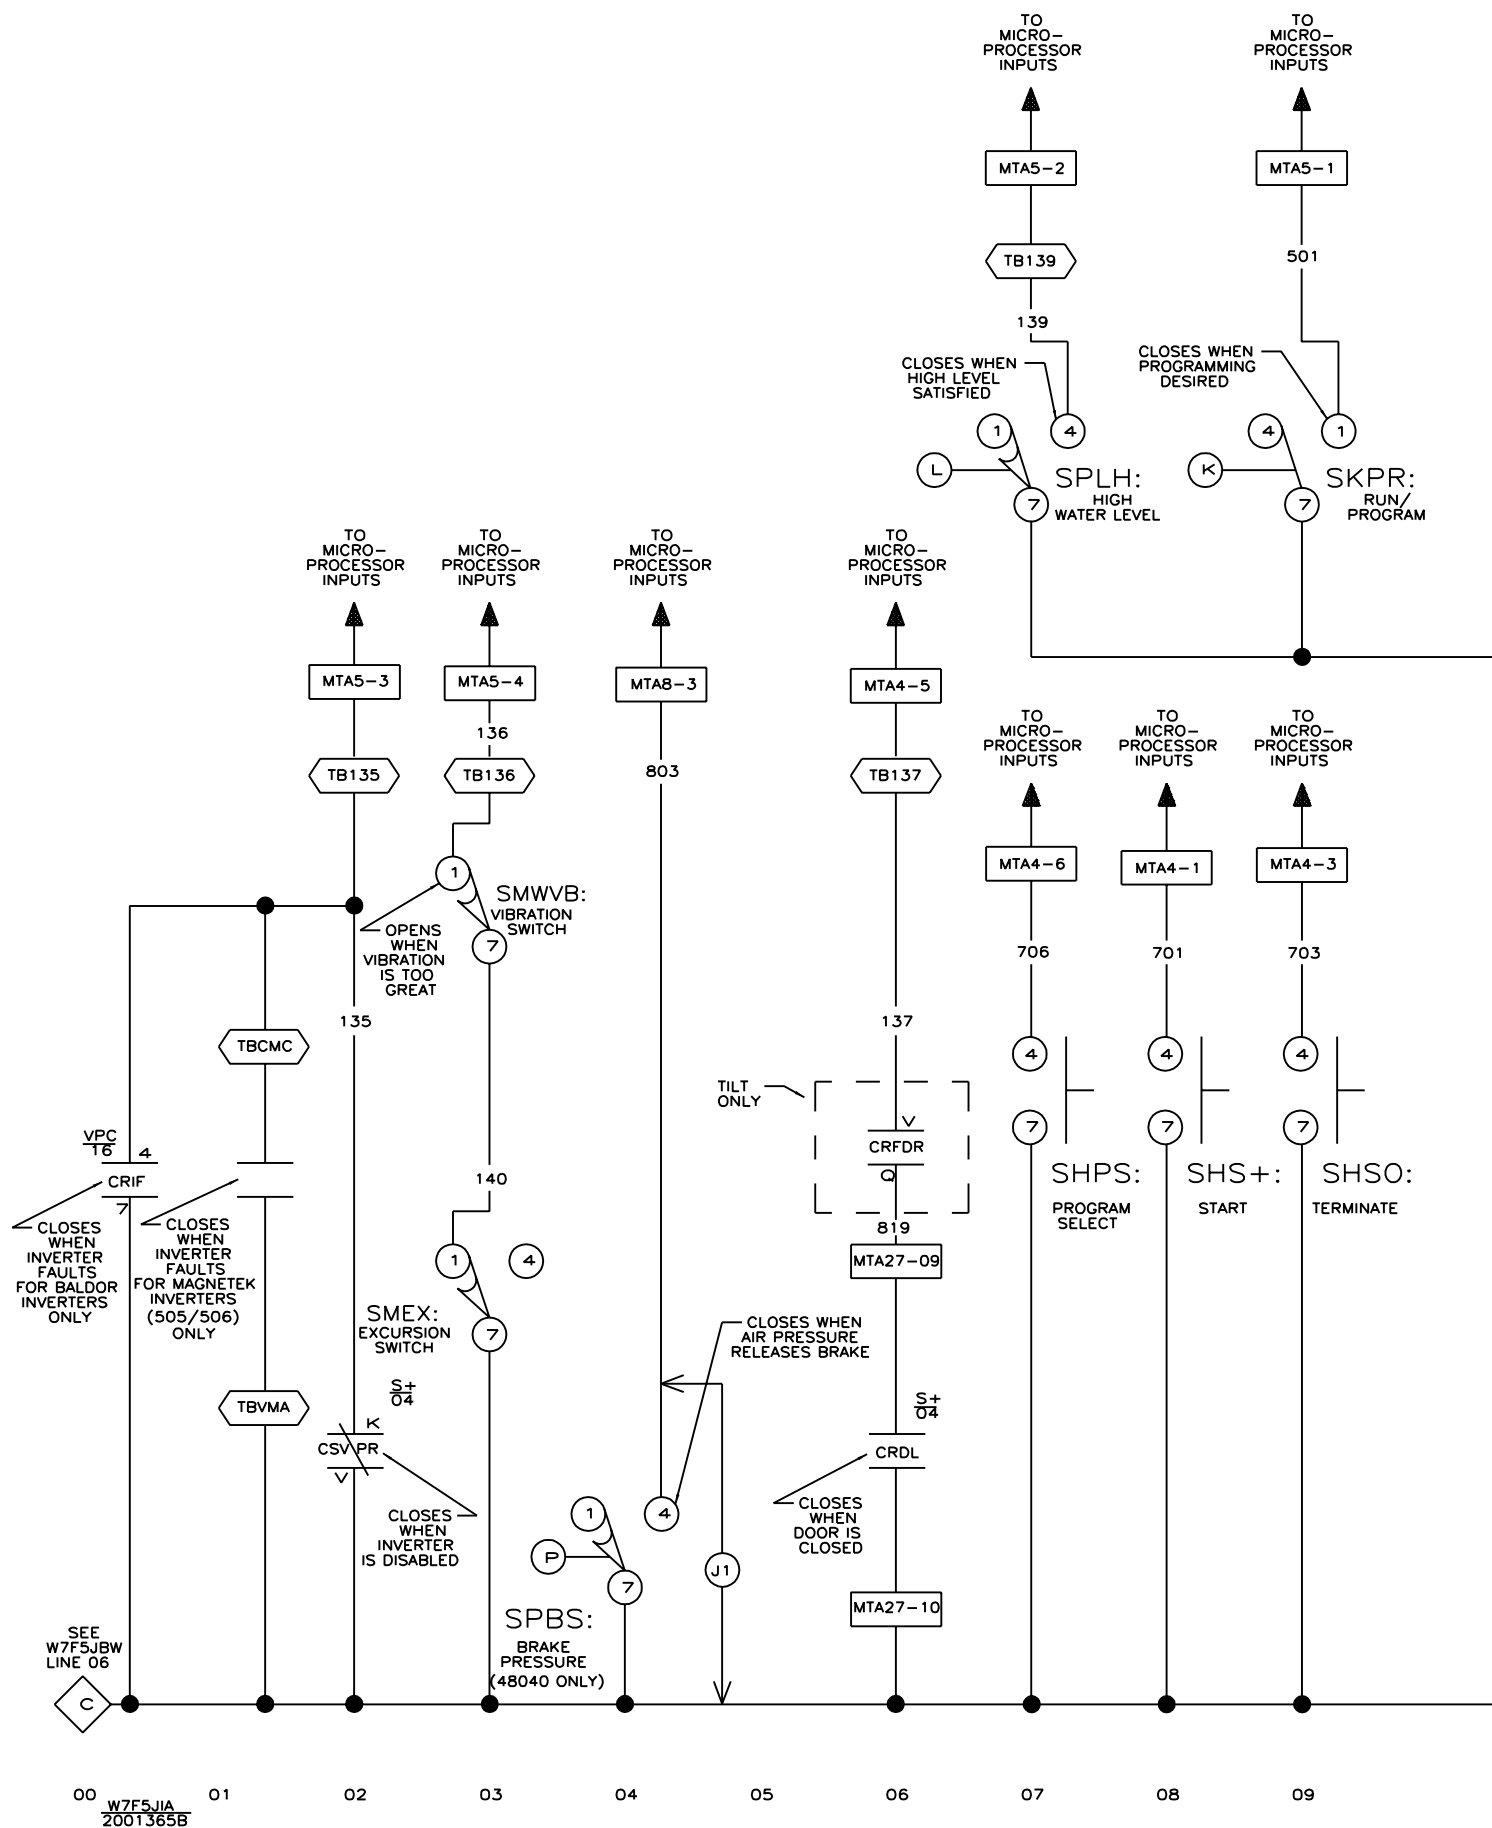 TO
MICRO-
PROCESSOR
INPUTS
TO
MICRO-
PROCESSOR
INPUTS
MTA5-2
MTA5-1
TB139
501
139
CLOSES WHEN
HIGH LEVEL
SATISFIED
CLOSES WHEN
PROGRAMMING
DESIRED
1
4
4
1
L
K
7
7
SPLH:
HIGH
WATER LEVEL
SKPR:
RUN/
PROGRAM
TO
MICRO-
PROCESSOR
INPUTS
TO
MICRO-
PROCESSOR
INPUTS
TO
MICRO-
PROCESSOR
INPUTS
TO
MICRO-
PROCESSOR
INPUTS
MTA5-3
MTA5-4
MTA8-3
MTA4-5
136
803
TB135
TB136
TB137
TO
MICRO-
PROCESSOR
INPUTS
TO
MICRO-
PROCESSOR
INPUTS
TO
MICRO-
PROCESSOR
INPUTS
MTA4-6
MTA4-1
MTA4-3
1
7
SMWVB:
VIBRATION
SWITCH
OPENS
WHEN
VIBRATION
IS TOO
GREAT
706
701
703
135
137
TBCMC
4
4
4
7
7
7
TILT
ONLY
V
CRFDR
Q
819
MTA27-09
SHPS:
PROGRAM
SELECT
SHS+:
START
SHSO:
TERMINATE
VPC
16
4
CRIF
7
140
CLOSES
WHEN
INVERTER
FAULTS
FOR BALDOR
INVERTERS
ONLY
CLOSES
WHEN
INVERTER
FAULTS
FOR MAGNETEK
INVERTERS
(505/506)
ONLY
1
4
7
SMEX:
EXCURSION
SWITCH
CLOSES WHEN
AIR PRESSURE
RELEASES BRAKE
S+
04
S+
04
TBVMA
K
CSVPR
V
CRDL
CLOSES
WHEN
INVERTER
IS DISABLED
CLOSES
WHEN
DOOR IS
CLOSED
1
4
P
7
J1
SPBS:
BRAKE
PRESSURE
(48040 ONLY)
MTA27-10
SEE
W7F5JBW
LINE 06
C
00
01
02
03
04
05
06
07
08
09
W7F5JIA
2001365B